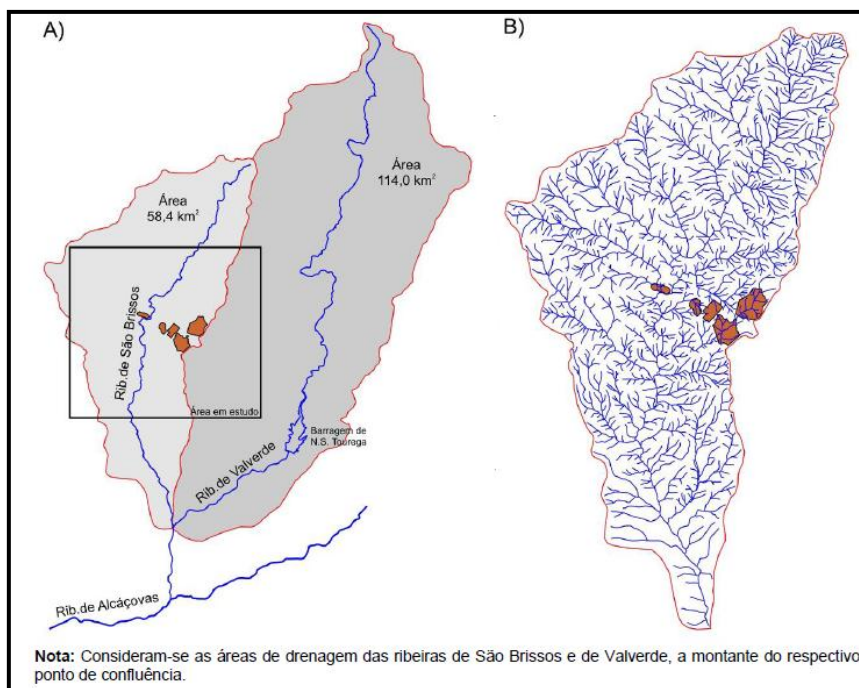 A)
B)
Área
114,0 km²
Área
58,4 km²
Rib. de São Brissos
Área em estudo
Barragem de
N.S. Tourega
Rib. de Valverde
Rib. de Alcáçovas
Nota: Consideram-se as áreas de drenagem das ribeiras de São Brissos e de Valverde, a montante do respectivo
ponto de confluência.